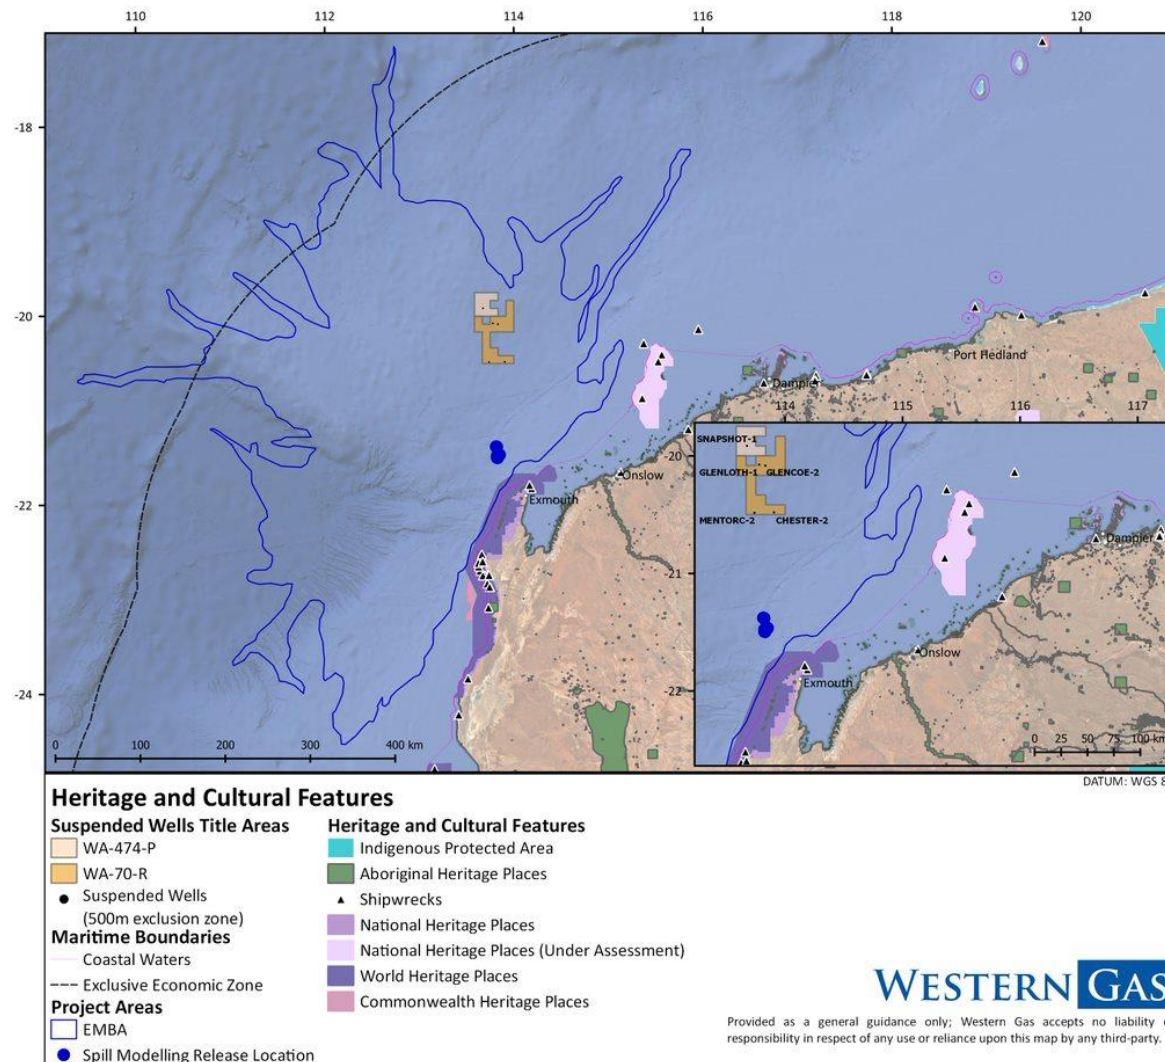 110 112 114 116 118 120
-18
-20
-22
-24
Port Hedland
Dampier
Onslow
Exmouth
0 100 200 300 400 km
114 115 116 117
-20
-21
-22
SNAPSHOT-1
GLENLOTH-1 GLENCOE-2
MENTORC-2 CHESTER-2
Dampier
Onslow
Exmouth
0 25 50 75 100 km
DATUM: WGS 8
Heritage and Cultural Features
Suspended Wells Title Areas
WA-474-P
WA-70-R
Suspended Wells
(500m exclusion zone)
Maritime Boundaries
Coastal Waters
Exclusive Economic Zone
Project Areas
EMBA
Spill Modelling Release Location
Heritage and Cultural Features
Indigenous Protected Area
Aboriginal Heritage Places
Shipwrecks
National Heritage Places
National Heritage Places (Under Assessment)
World Heritage Places
Commonwealth Heritage Places
WESTERN GAS
Provided as a general guidance only; Western Gas accepts no liability
responsibility in respect of any use or reliance upon this map by any third-party.